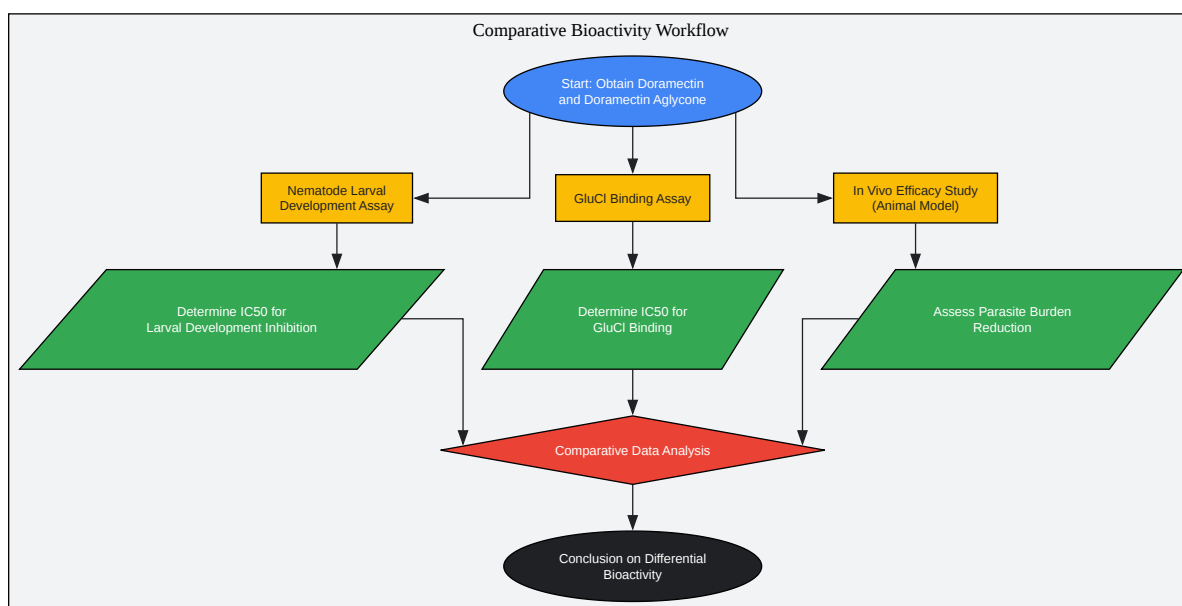 Comparative Bioactivity Workflow
Start: Obtain Doramectin
and Doramectin Aglycone
Nematode Larval
Development Assay
GluCl Binding Assay
In Vivo Efficacy Study
(Animal Model)
Determine IC50 for
Larval Development Inhibition
Determine IC50 for
GluCl Binding
Assess Parasite Burden
Reduction
Comparative Data Analysis
Conclusion on Differential
Bioactivity